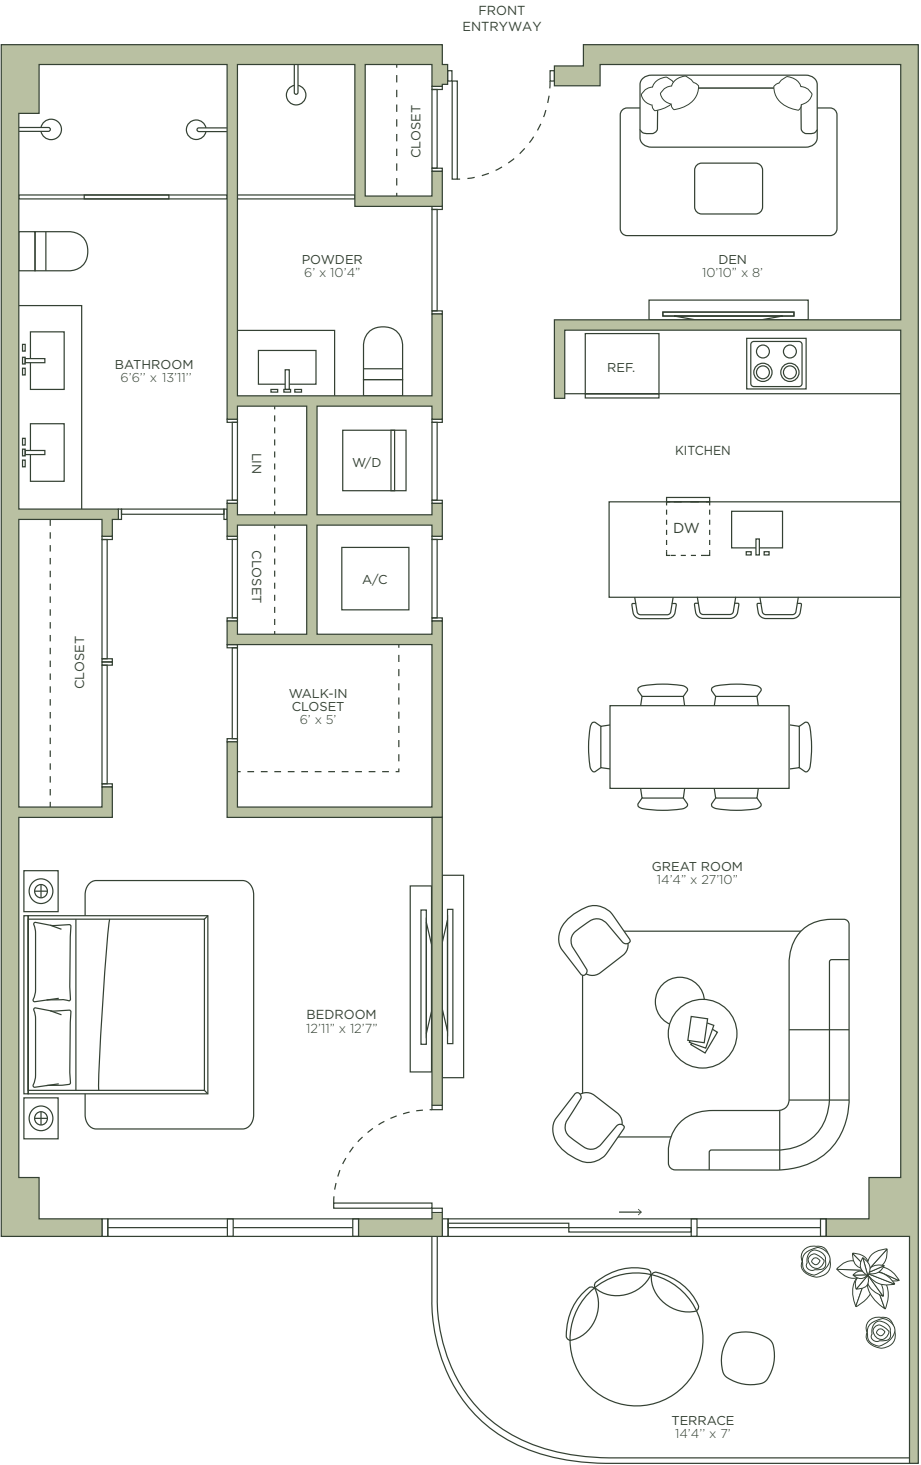 FRONT
ENTRYWAY
CLOSET
POWDER
6' x 10'4"
DEN
10'10" x 8'
BATHROOM
6'6" x 13'11"
REF.
KITCHEN
LIN
W/D
DW
CLOSET
A/C
CLOSET
WALK-IN
CLOSET
6' x 5'
GREAT ROOM
14'4" x 27'10"
BEDROOM
12'11" x 12'7"
TERRACE
14'4" x 7'